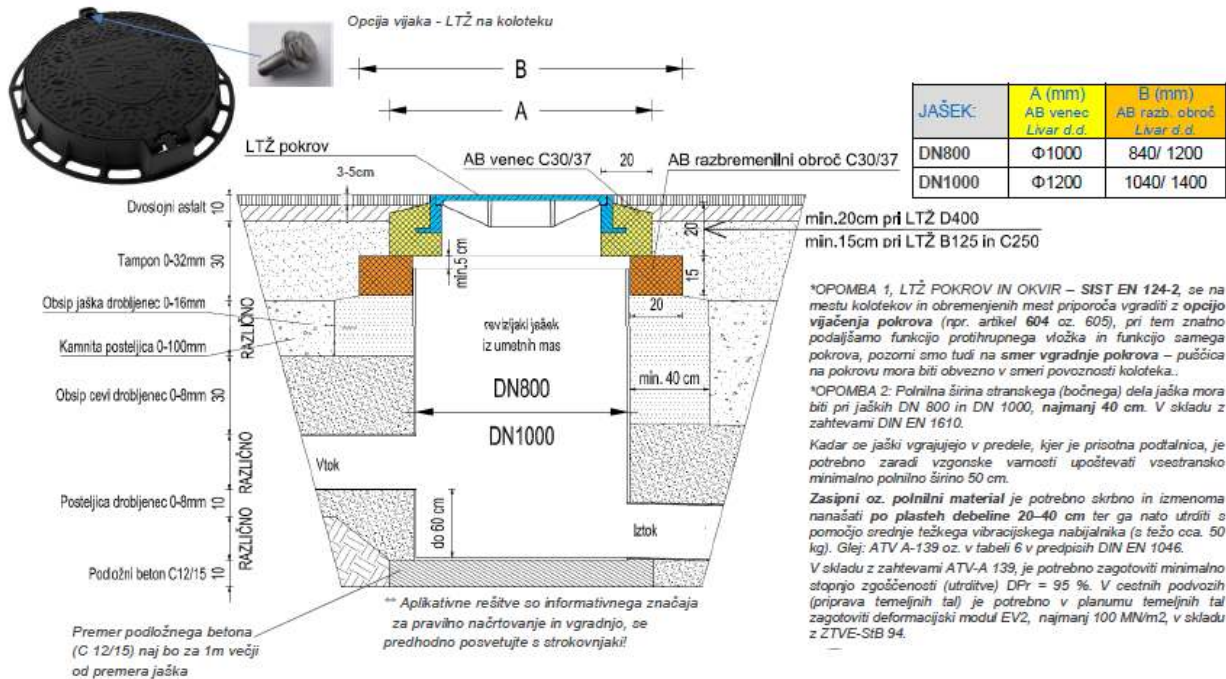 Opcija vijaka - LTŽ na koloteku
B
A
LTŽ pokrov
AB venec C30/37
20
AB razbremenilni obroč C30/37
3-5cm
JAŠEK:
A (mm)
AB venec
Livar d.d.
B (mm)
AB razb. obroč
Livar d.d.
DN800
Φ1000
840/ 1200
DN1000
Φ1200
1040/ 1400
Dvoslojni asfalt
10
Tampon 0-32mm
30
Obsip jaška drobljenec 0-16mm
Kamnita posteljica 0-100mm
RAZLIČNO
Obsip cevi drobljenec 0-8mm
30
RAZLIČNO
Posteljica drobljenec 0-8mm
10
RAZLIČNO
Podložni beton C12/15
10
min.5 cm
20
15
20
min.20cm pri LTŽ D400
min.15cm pri LTŽ B125 in C250
revizijski jašek
iz umetnih mas
min. 40 cm
DN800
DN1000
Vtok
do 60 cm
Iztok
Premer podložnega betona
(C 12/15) naj bo za 1m večji
od premera jaška
** Aplikativne rešitve so informativnega značaja
za pravilno načrtovanje in vgradnjo, se
predhodno posvetujte s strokovnjaki!
*OPOMBA 1, LTŽ POKROV IN OKVIR – SIST EN 124-2, se na
mestu kolotekov in obremenjenih mest priporoča vgraditi z opcijo
vijačenja pokrova (npr. artikel 604 oz. 605), pri tem znatno
podaljšamo funkcijo protihrupnega vložka in funkcijo samega
pokrova, pozorni smo tudi na smer vgradnje pokrova – puščica
na pokrovu mora biti obvezno v smeri povoznosti koloteka..
*OPOMBA 2: Polnilna širina stranskega (bočnega) dela jaška mora
biti pri jaških DN 800 in DN 1000, najmanj 40 cm. V skladu z
zahtevami DIN EN 1610.
Kadar se jaški vgrajujejo v predele, kjer je prisotna podtalnica, je
potrebno zaradi vzgonske varnosti upoštevati vsestransko
minimalno polnilno širino 50 cm.
Zasipni oz. polnilni material je potrebno skrbno in izmenoma
nanašati po plasteh debeline 20–40 cm ter ga nato utrditi s
pomočjo srednje težkega vibracijskega nabijalnika (s težo cca. 50
kg). Glej: ATV A-139 oz. v tabeli 6 v predpisih DIN EN 1046.
V skladu z zahtevami ATV-A 139, je potrebno zagotoviti minimalno
stopnjo zgoščenosti (utrditve) DPr = 95 %. V cestnih podvozih
(priprava temeljnih tal) je potrebno v planumu temeljnih tal
zagotoviti deformacijski modul EV2, najmanj 100 MN/m2, v skladu
z ZTVE-StB 94.